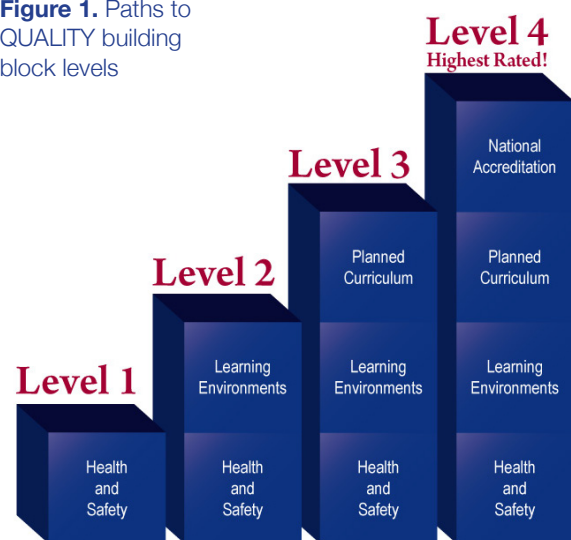 Figure 1. Paths to
QUALITY building
block levels
Level 4
Highest Rated!
National
Accreditation
Level 3
Planned
Curriculum
Planned
Curriculum
Level 2
Learning
Environments
Learning
Environments
Learning
Environments
Level 1
Health
and
Safety
Health
and
Safety
Health
and
Safety
Health
and
Safety